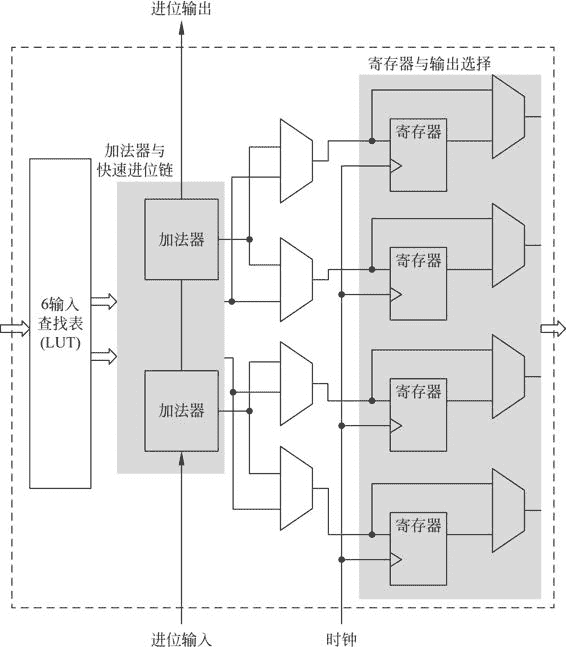 进位输出
寄存器与输出选择
寄存器
加法器与
快速进位链
加法器
寄存器
6输入
查找表
(LUT)
加法器
寄存器
寄存器
进位输入
时钟